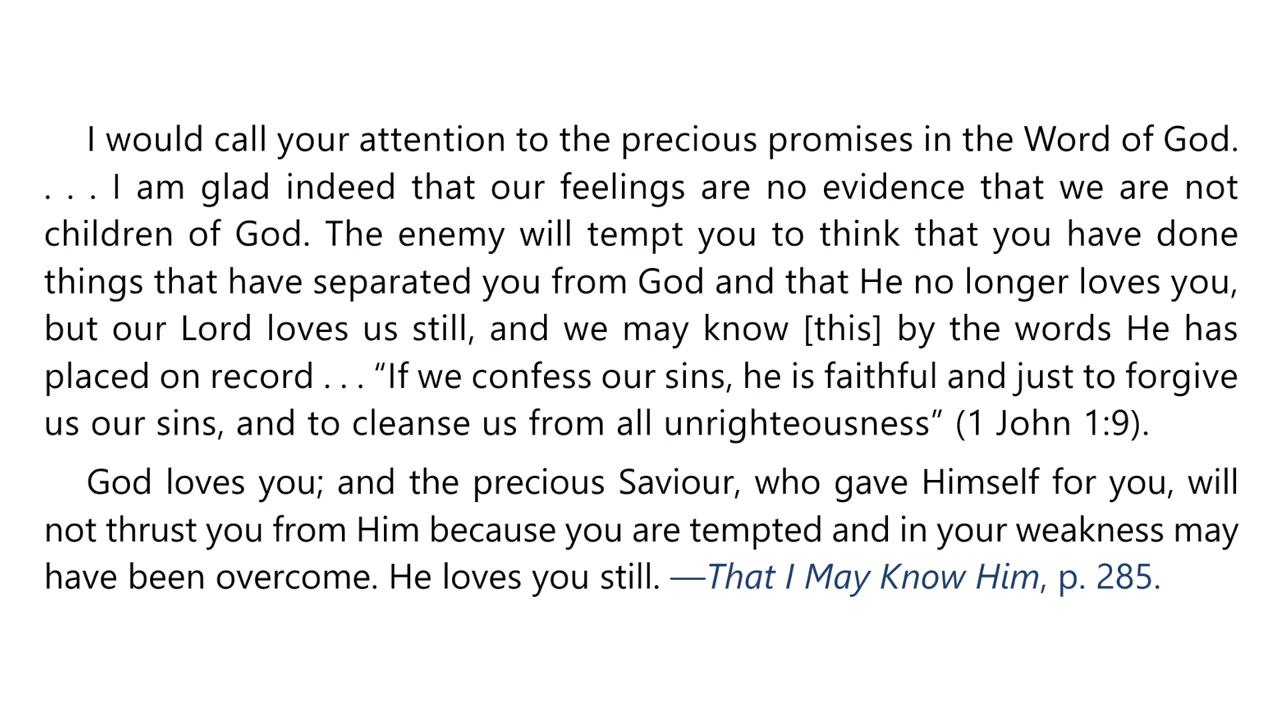 I would call your attention to the precious promises in the Word of God.
. . . I am glad indeed that our feelings are no evidence that we are not
children of God. The enemy will tempt you to think that you have done
things that have separated you from God and that He no longer loves you,
but our Lord loves us still, and we may know [this] by the words He has
placed on record . . . “If we confess our sins, he is faithful and just to forgive
us our sins, and to cleanse us from all unrighteousness” (1 John 1:9).
God loves you; and the precious Saviour, who gave Himself for you, will
not thrust you from Him because you are tempted and in your weakness may
have been overcome. He loves you still. —That I May Know Him, p. 285.